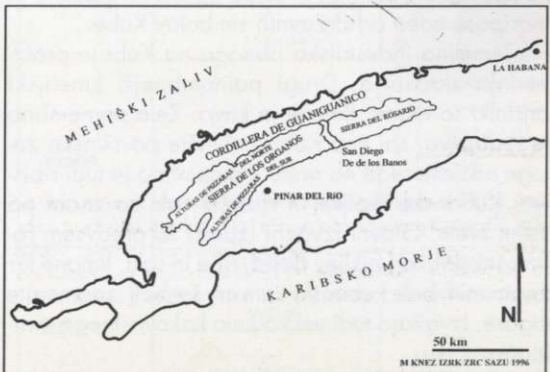 LA HABANA
MEHIŠKI ZALIV
CORDILLERA DE GUANIGUANICO
SIERRA DEL ROSARIO
ALTURAS DE PIZARRAS DEL NORTE
SIERRA DE LOS ORGANOS
ALTURAS DE PIZARRAS DEL SUR
San Diego
De de los Banos
PINAR DEL RIO
KARIBSKO MORJE
N
50 km
M KNEZ IZRK ZRC SAZU 1996